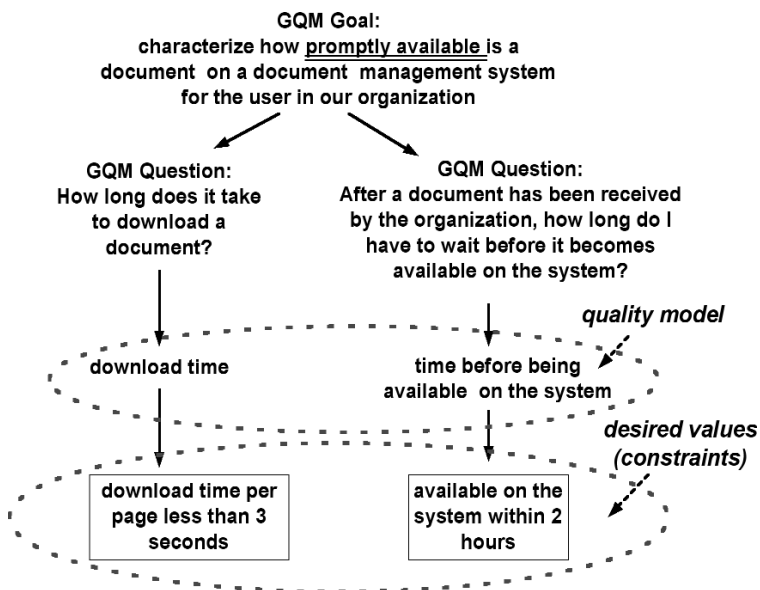 GQM Goal:
characterize how promptly available is a
document on a document management system
for the user in our organization
GQM Question:
How long does it take
to download a
document?
GQM Question:
After a document has been received
by the organization, how long do I
have to wait before it becomes
available on the system?
quality model
download time
time before being
available on the system
desired values
(constraints)
download time per
page less than 3
seconds
available on the
system within 2
hours